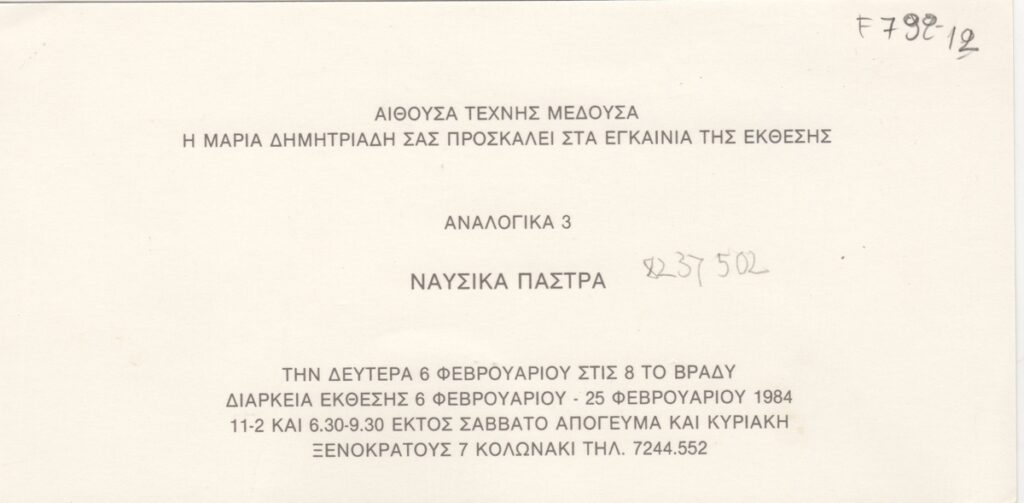 F 792-12
ΑΙΘΟΥΣΑ ΤΕΧΝΗΣ ΜΕΔΟΥΣΑ
Η ΜΑΡΙΑ ΔΗΜΗΤΡΙΑΔΗ ΣΑΣ ΠΡΟΣΚΑΛΕΙ ΣΤΑ ΕΓΚΑΙΝΙΑ ΤΗΣ ΕΚΘΕΣΗΣ
ΑΝΑΛΟΓΙΚΑ 3
ΝΑΥΣΙΚΑ ΠΑΣΤΡΑ
ΤΗΝ ΔΕΥΤΕΡΑ 6 ΦΕΒΡΟΥΑΡΙΟΥ ΣΤΙΣ 8 ΤΟ ΒΡΑΔΥ
ΔΙΑΡΚΕΙΑ ΕΚΘΕΣΗΣ 6 ΦΕΒΡΟΥΑΡΙΟΥ - 25 ΦΕΒΡΟΥΑΡΙΟΥ 1984
11-2 ΚΑΙ 6.30-9.30 ΕΚΤΟΣ ΣΑΒΒΑΤΟ ΑΠΟΓΕΥΜΑ ΚΑΙ ΚΥΡΙΑΚΗ
ΞΕΝΟΚΡΑΤΟΥΣ 7 ΚΟΛΩΝΑΚΙ ΤΗΛ. 7244.552